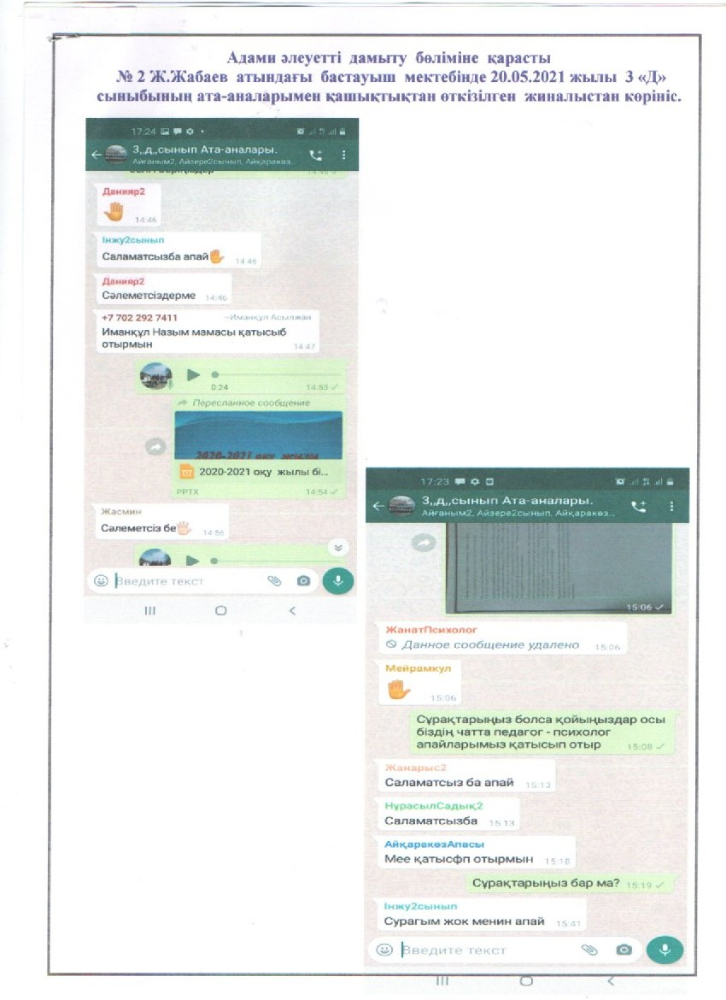 Адами әлеуетті дамыту бөліміне қарасты
№ 2 Ж.Жабаев атындағы бастауыш мектебінде 20.05.2021 жылы 3 «Д»
сыныбының ата-аналарымен қашықтықтан өткізілген жиналыстан көрініс.
17:24
3,,д,,сынып Ата-аналары.
Айғаным2, Айзере2сынып, Айқаракөз...
Данияр2
14:46
Інжу2сынып
Саламатсызба апай 14:46
Данияр2
Сәлеметсіздерме 14:46
+7 702 292 7411 ~Иманқул Асылжан
Иманқұл Назым мамасы қатысыб
отырмын 14:47
0:24 14:53
Пересланное сообщение
2020-2021 оқу жылы
2020-2021 оқу жылы бі...
PPTX 14:54
Жасмин
Сәлеметсіз бе 14:56
Введите текст
17:23
3,,д,,сынып Ата-аналары.
Айғаным2, Айзере2сынып, Айқаракөз...
15:06
ЖанатПсихолог
Данное сообщение удалено 15:06
Мейрамкул
15:06
Сұрақтарыңыз болса қойыңыздар осы
біздің чатта педагог - психолог
апайларымыз қатысып отыр 15:08
Жанарыс2
Саламатсыз ба апай 15:13
НұрасылСадық2
Саламатсызба 15:13
АйқаракөзАпасы
Мее қатысфп отырмын 15:16
Сұрақтарыңыз бар ма? 15:19
Інжу2сынып
Сурагым жок менин апай 15:41
Введите текст